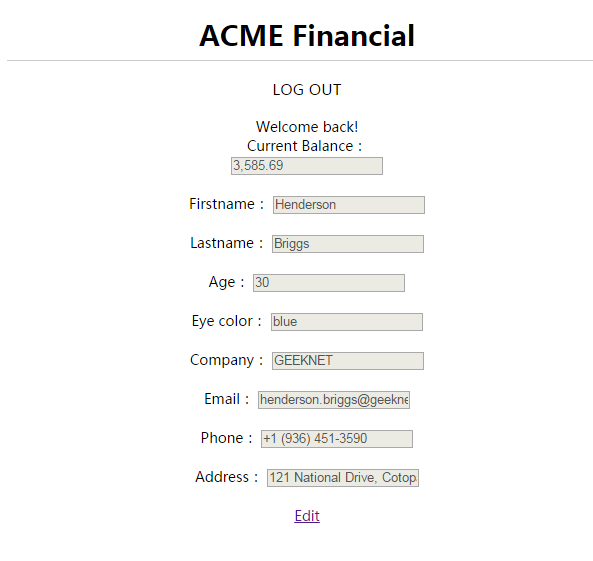 ACME Financial
LOG OUT
Welcome back!
Current Balance :
3,585.69
Firstname : Henderson
Lastname : Briggs
Age : 30
Eye color : blue
Company : GEEKNET
Email : henderson.briggs@geekne
Phone : +1 (936) 451-3590
Address : 121 National Drive, Cotop
Edit